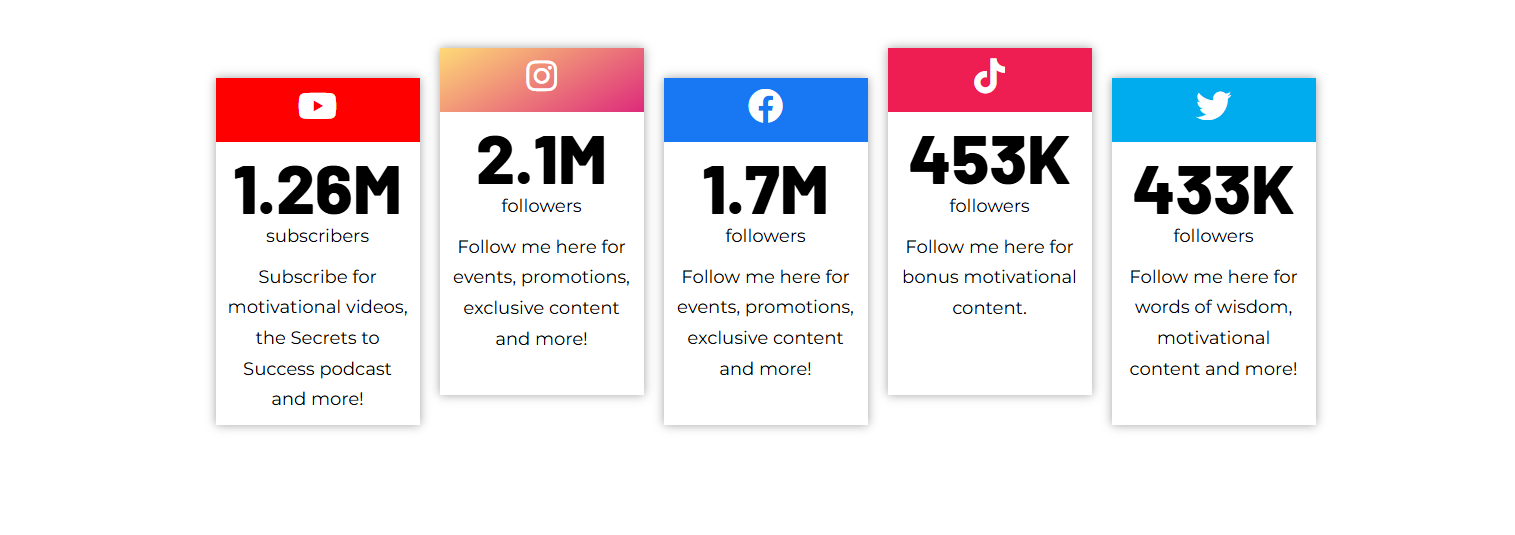 1.26M
subscribers
Subscribe for
motivational videos,
the Secrets to
Success podcast
and more!
2.1M
followers
Follow me here for
events, promotions,
exclusive content
and more!
1.7M
followers
Follow me here for
events, promotions,
exclusive content
and more!
453K
followers
Follow me here for
bonus motivational
content.
433K
followers
Follow me here for
words of wisdom,
motivational
content and more!